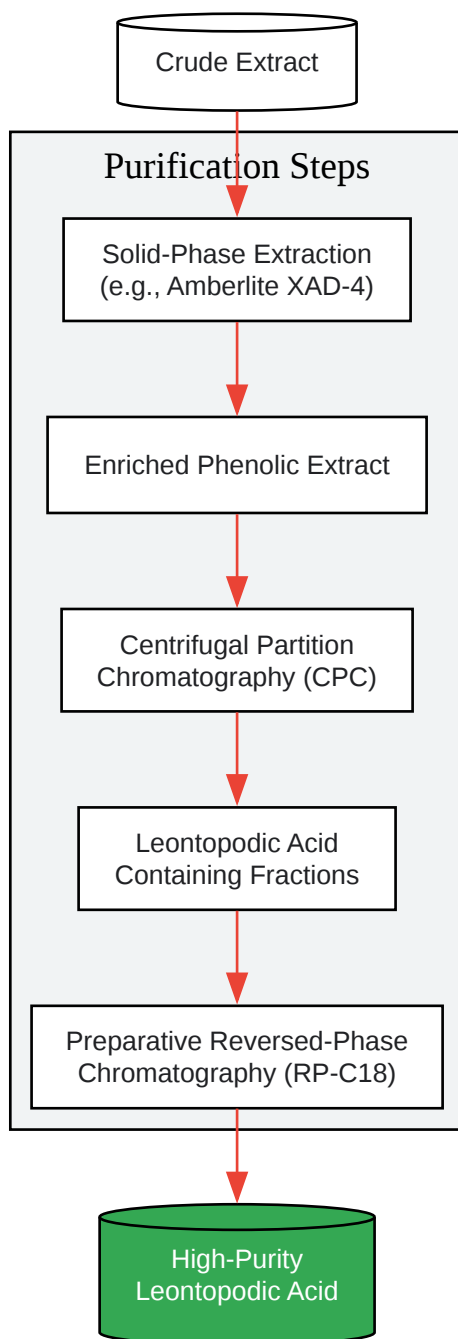 Crude Extract
Purification Steps
Solid-Phase Extraction
(e.g., Amberlite XAD-4)
Enriched Phenolic Extract
Centrifugal Partition
Chromatography (CPC)
Leontopodic Acid
Containing Fractions
Preparative Reversed-Phase
Chromatography (RP-C18)
High-Purity
Leontopodic Acid